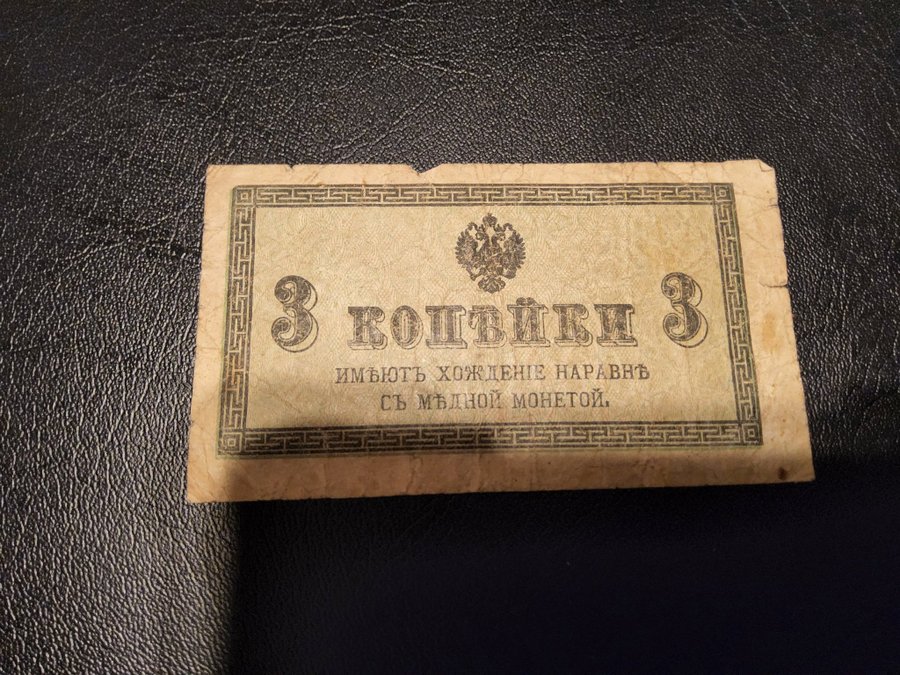 3 КОПѢЙКИ 3
ИМѢЮТЪ ХОЖДЕНІЕ НАРАВНѢ
СЪ МѢДНОЙ МОНЕТОЙ.